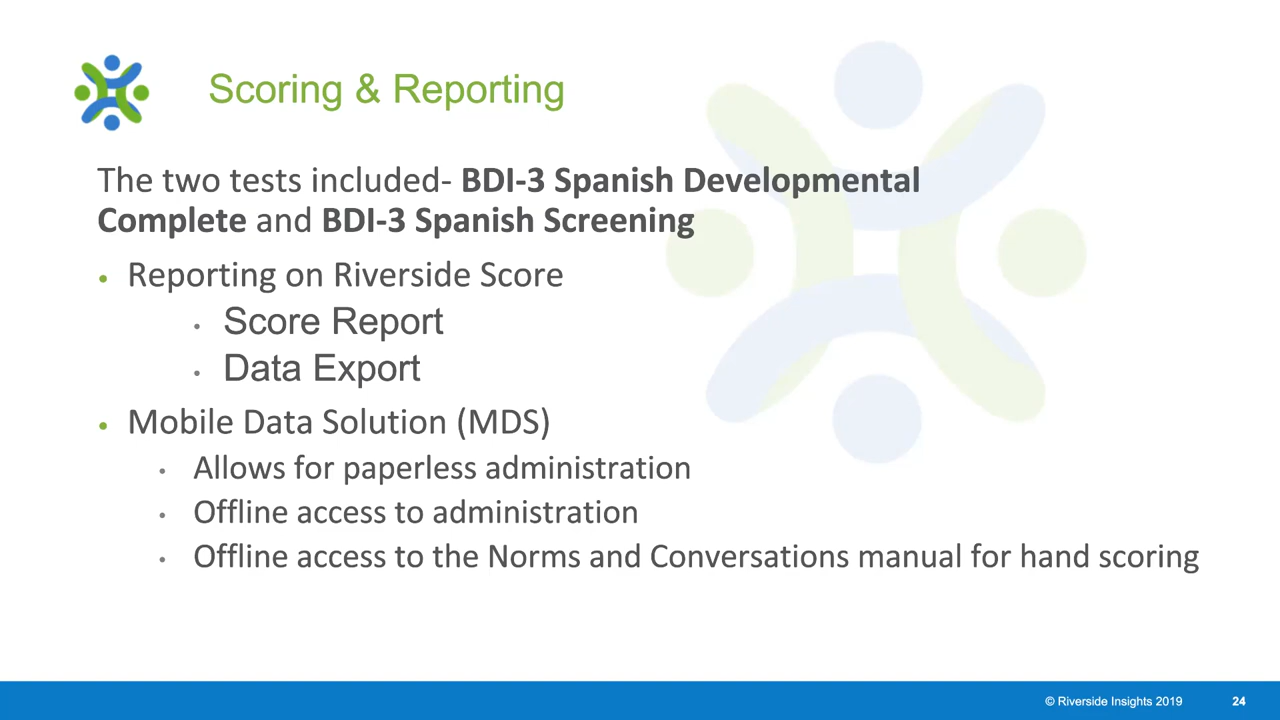 Scoring & Reporting
The two tests included- BDI-3 Spanish Developmental
Complete and BDI-3 Spanish Screening
• Reporting on Riverside Score
• Score Report
• Data Export
• Mobile Data Solution (MDS)
• Allows for paperless administration
• Offline access to administration
• Offline access to the Norms and Conversations manual for hand scoring
© Riverside Insights 2019 24